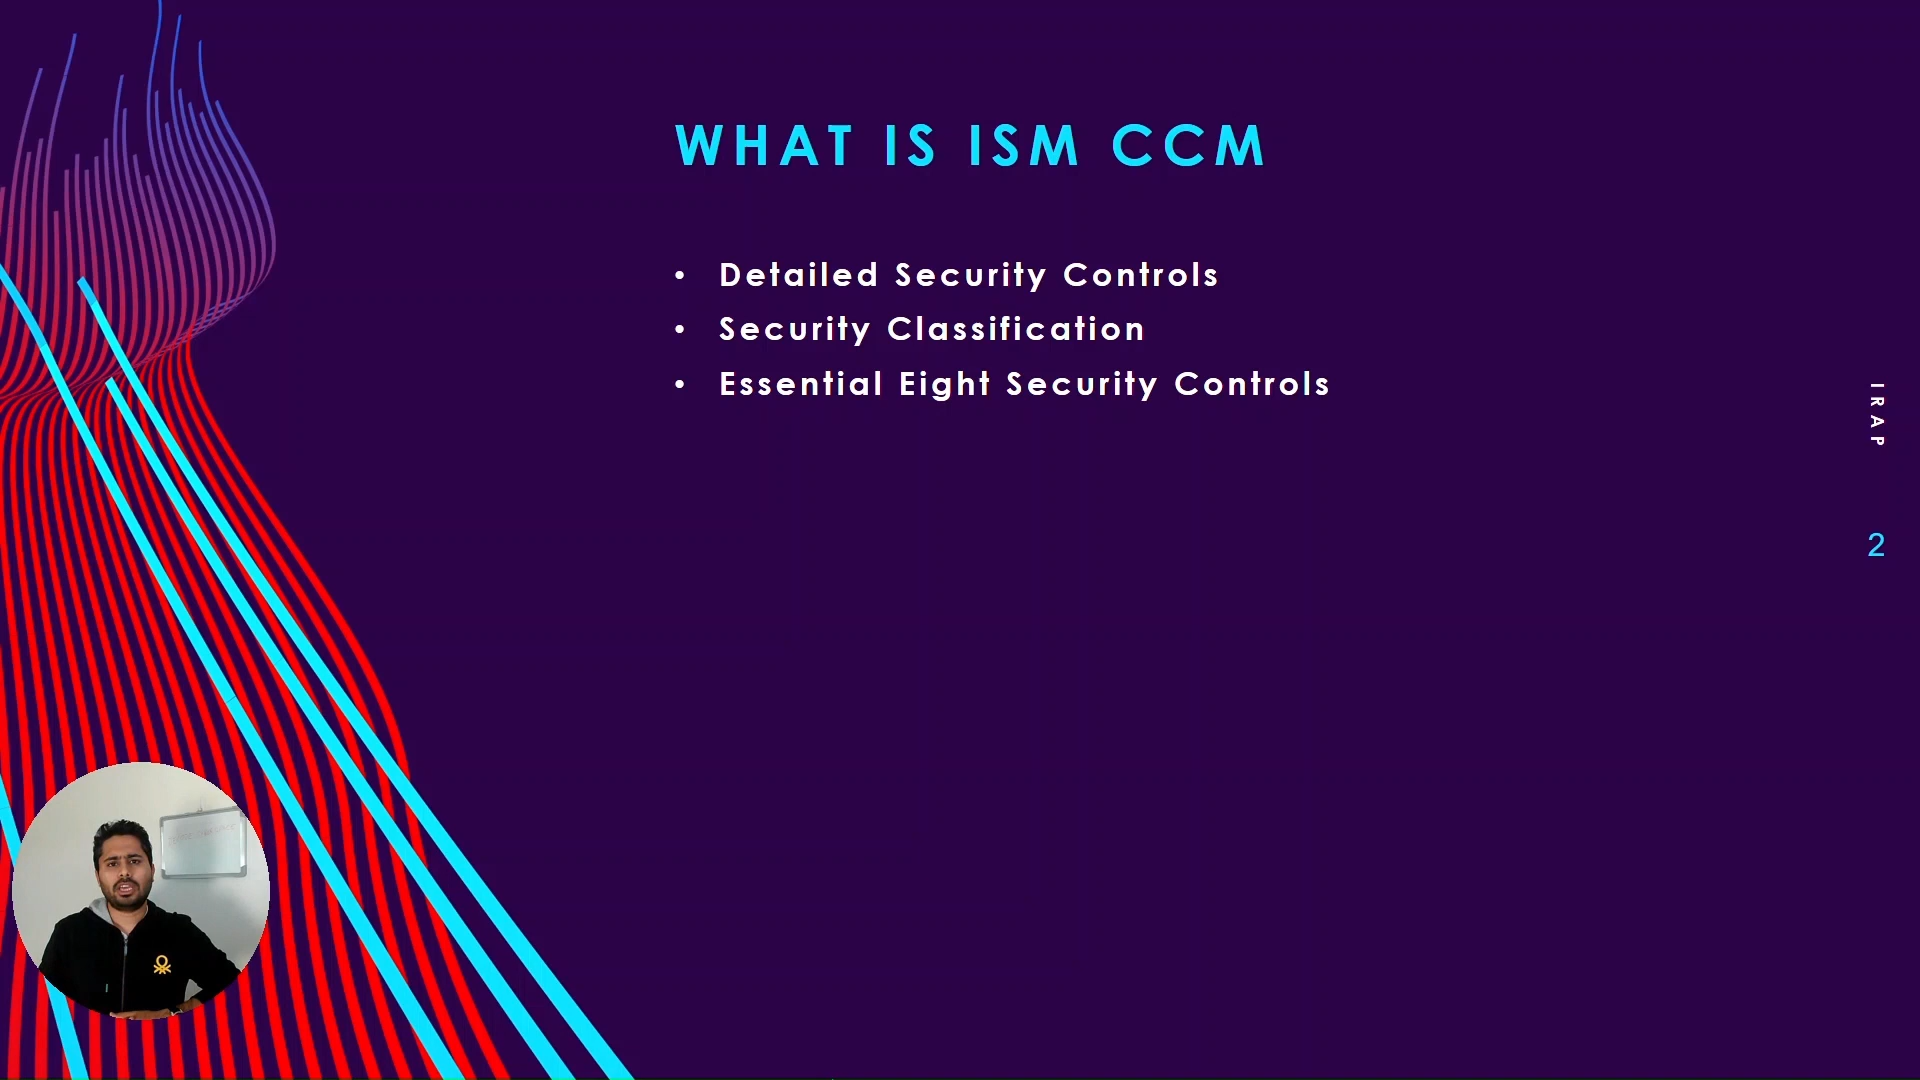 WHAT IS ISM CCM
• Detailed Security Controls
• Security Classification
• Essential Eight Security Controls
IRAP
2